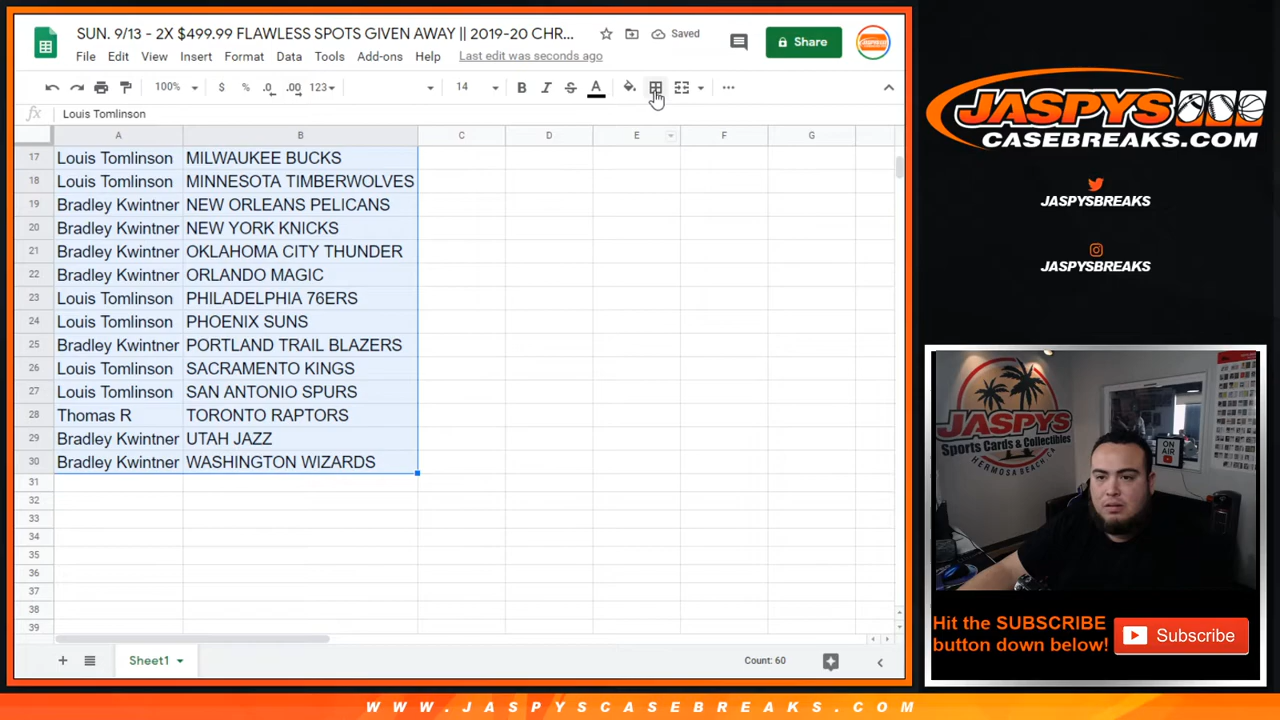 SUN. 9/13 - 2X $499.99 FLAWLESS SPOTS GIVEN AWAY || 2019-20 CHR...
Saved
Share
File Edit View Insert Format Data Tools Add-ons Help Last edit was seconds ago
100% $ % .0 .00 123 14 B I S A
fx Louis Tomlinson
A B C D E F G
17 Louis Tomlinson MILWAUKEE BUCKS
18 Louis Tomlinson MINNESOTA TIMBERWOLVES
19 Bradley Kwintner NEW ORLEANS PELICANS
20 Bradley Kwintner NEW YORK KNICKS
21 Bradley Kwintner OKLAHOMA CITY THUNDER
22 Bradley Kwintner ORLANDO MAGIC
23 Louis Tomlinson PHILADELPHIA 76ERS
24 Louis Tomlinson PHOENIX SUNS
25 Bradley Kwintner PORTLAND TRAIL BLAZERS
26 Louis Tomlinson SACRAMENTO KINGS
27 Louis Tomlinson SAN ANTONIO SPURS
28 Thomas R TORONTO RAPTORS
29 Bradley Kwintner UTAH JAZZ
30 Bradley Kwintner WASHINGTON WIZARDS
31
32
33
34
35
36
37
38
39
Sheet1
Count: 60
JASPYS
CASEBREAKS.COM
JASPYSBREAKS
JASPYSBREAKS
JASPYS
Sports Cards & Collectibles
HERMOSA BEACH, CA
ON AIR
Hit the SUBSCRIBE
button down below!
Subscribe
WWW.JASPYSCASEBREAKS.COM